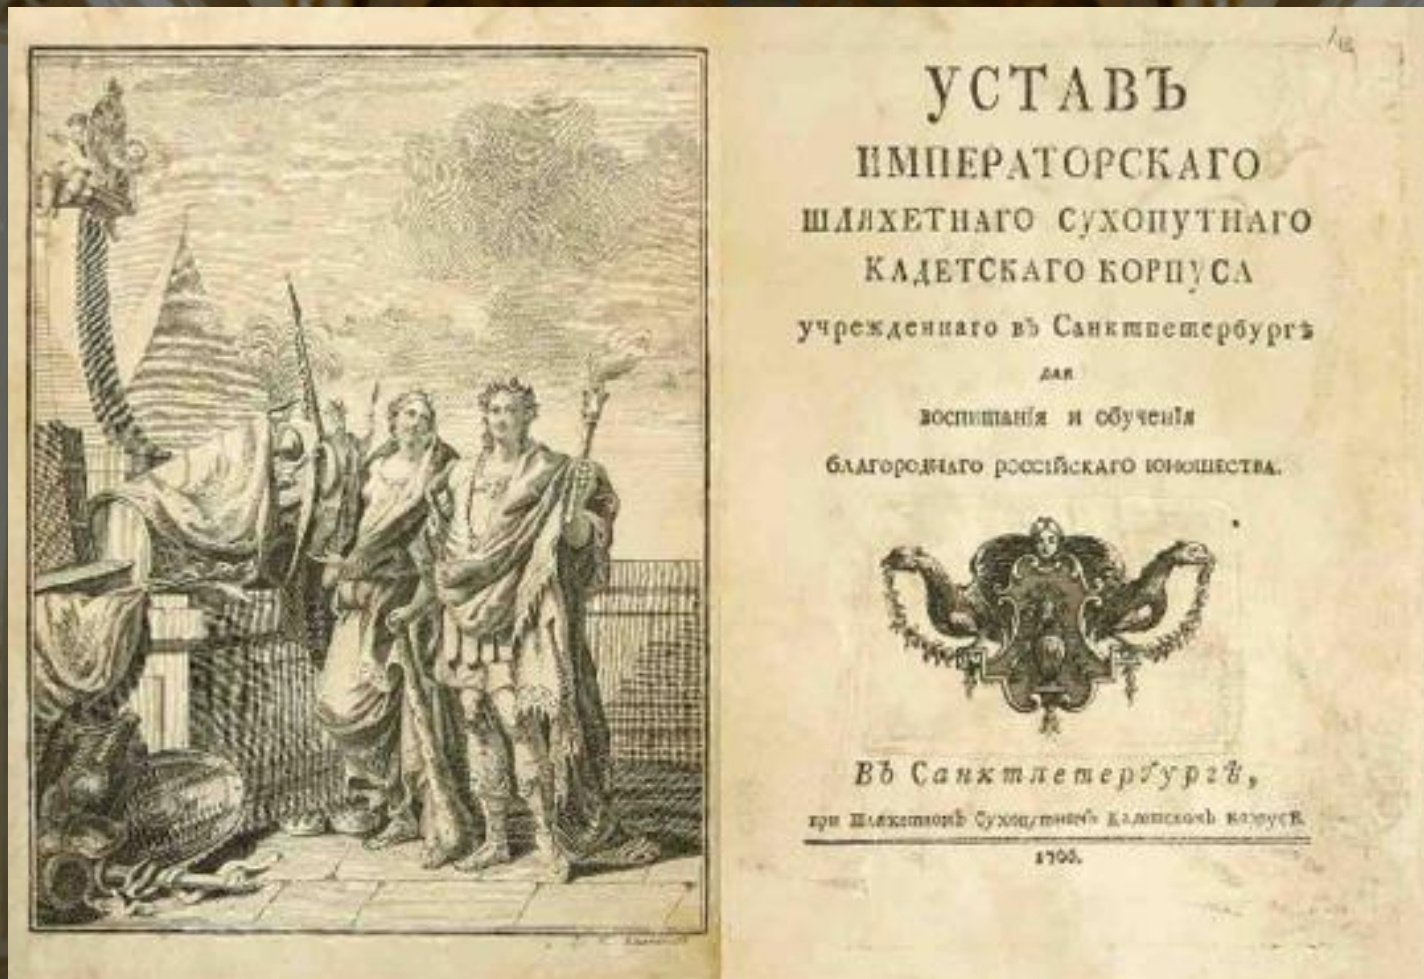 УСТАВЪ
ИМПЕРАТОРСКАГО
ШЛЯХЕТНАГО СУХОПУТНАГО
КАДЕТСКАГО КОРПУСА
учрежденнаго въ Санктпетербургѣ
для
воспитанія и обученія
благороднаго россійскаго юношества.
Въ Санктпетербургѣ,
при Шляхетномъ Сухопутномъ Кадетскомъ Корпусѣ.